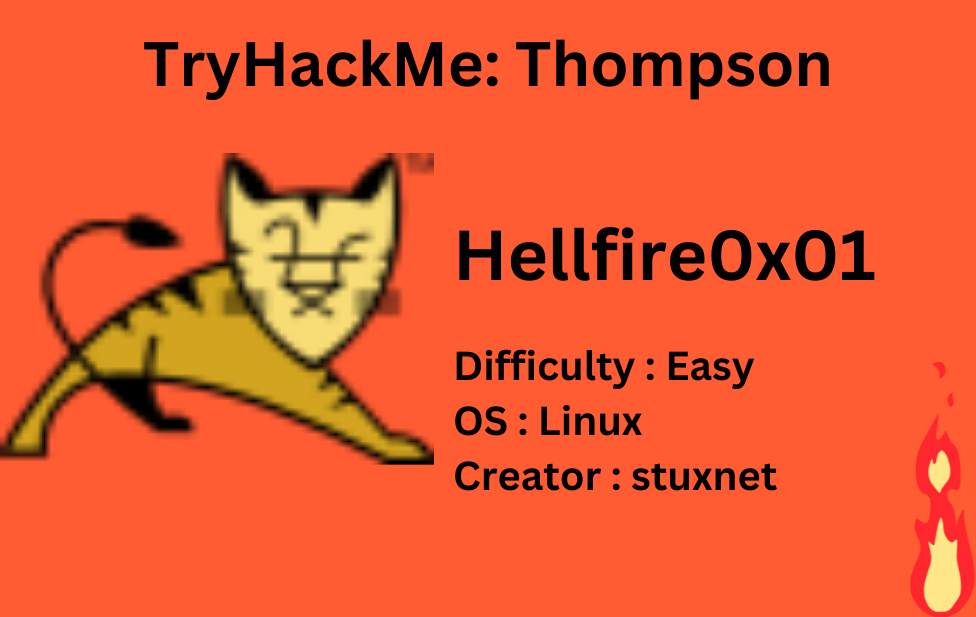 TryHackMe: Thompson
Hellfire0x01
Difficulty : Easy
OS : Linux
Creator : stuxnet